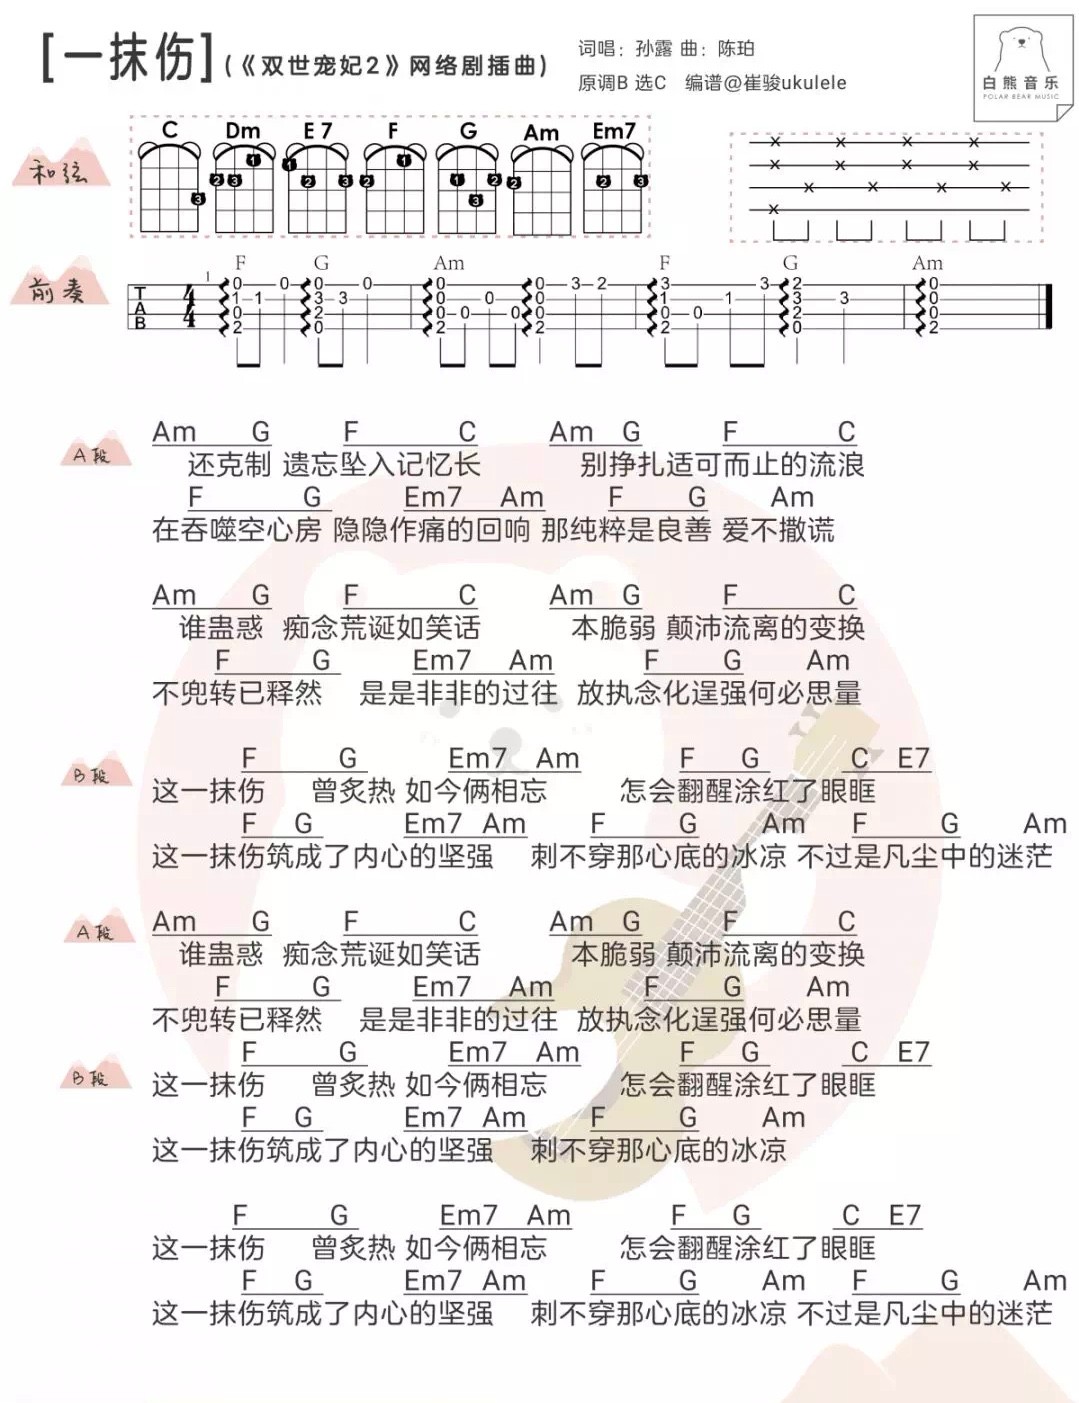 [一抹伤](《双世宠妃2》网络剧插曲)
词唱：孙露 曲：陈珀
原调B 选C 编谱@崔骏ukulele
白熊音乐
POLAR BEAR MUSIC
和弦
C Dm E7 F G Am Em7
前奏
F G Am F G Am
A段
Am G F C Am G F C
还克制 遗忘坠入记忆长 别挣扎适可而止的流浪
F G Em7 Am F G Am
在吞噬空心房 隐隐作痛的回响 那纯粹是良善 爱不撒谎
Am G F C Am G F C
谁蛊惑 痴念荒诞如笑话 本脆弱 颠沛流离的变换
F G Em7 Am F G Am
不兜转已释然 是是非非的过往 放执念化逞强何必思量
B段
F G Em7 Am F G C E7
这一抹伤 曾炙热 如今俩相忘 怎会翻醒涂红了眼眶
F G Em7 Am F G Am F G Am
这一抹伤筑成了内心的坚强 刺不穿那心底的冰凉 不过是凡尘中的迷茫
A段
Am G F C Am G F C
谁蛊惑 痴念荒诞如笑话 本脆弱 颠沛流离的变换
F G Em7 Am F G Am
不兜转已释然 是是非非的过往 放执念化逞强何必思量
B段
F G Em7 Am F G C E7
这一抹伤 曾炙热 如今俩相忘 怎会翻醒涂红了眼眶
F G Em7 Am F G Am
这一抹伤筑成了内心的坚强 刺不穿那心底的冰凉
F G Em7 Am F G C E7
这一抹伤 曾炙热 如今俩相忘 怎会翻醒涂红了眼眶
F G Em7 Am F G Am F G Am
这一抹伤筑成了内心的坚强 刺不穿那心底的冰凉 不过是凡尘中的迷茫